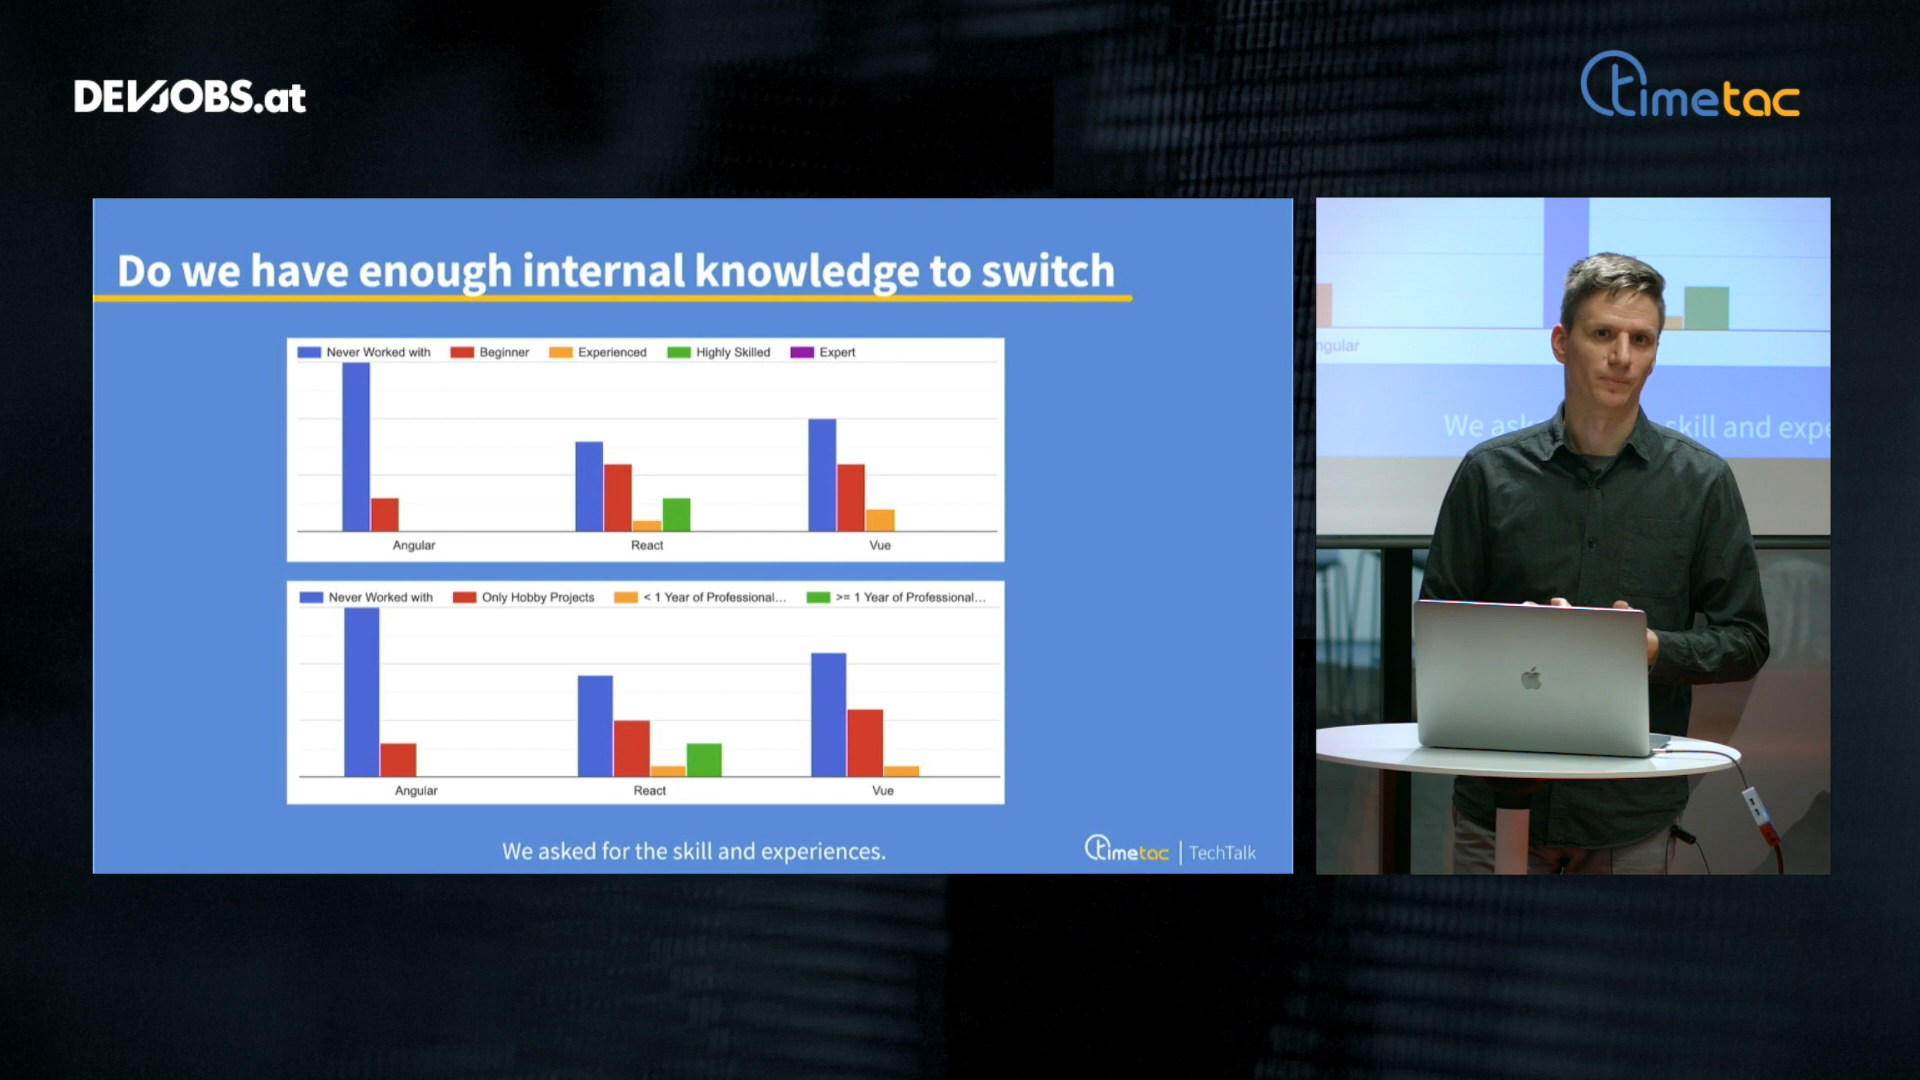 DEVJOBS.at
timetac
Do we have enough internal knowledge to switch
Never Worked with Beginner Experienced Highly Skilled Expert
Angular React Vue
Never Worked with Only Hobby Projects < 1 Year of Professional... >= 1 Year of Professional...
Angular React Vue
We asked for the skill and experiences.
timetac | TechTalk
ngular
We ask skill and expe